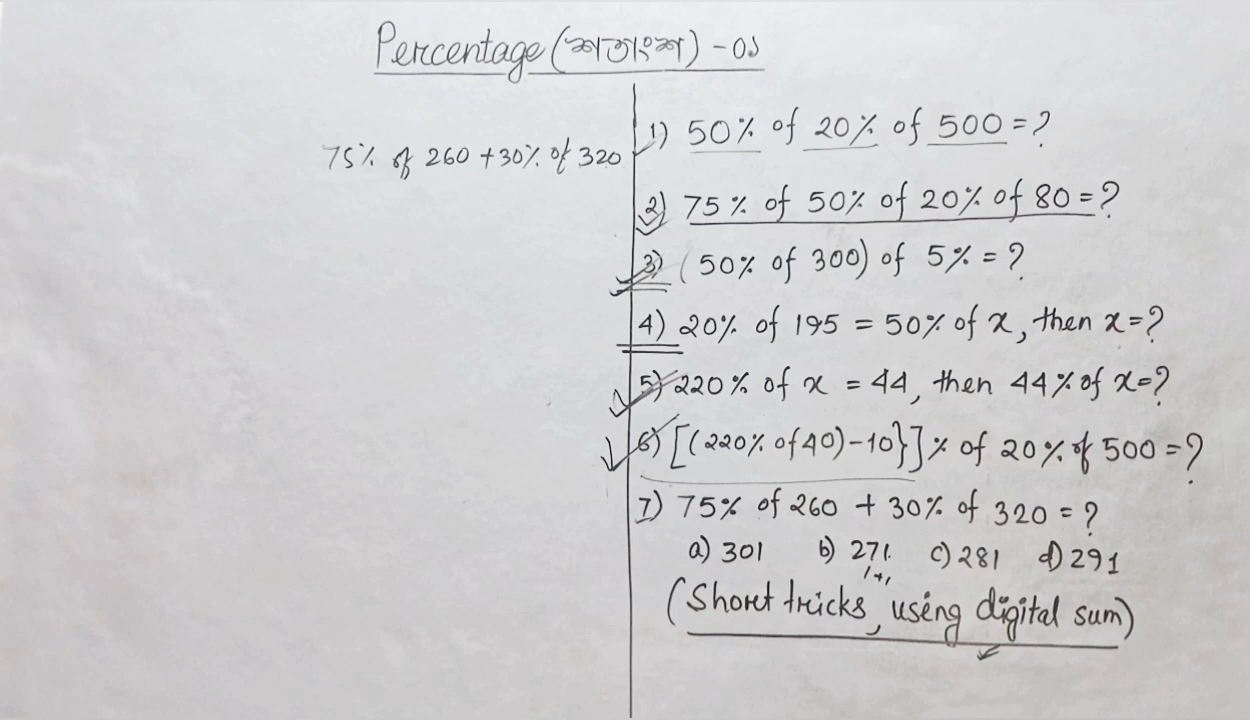 Percentage (শতাংশ) - 0১
75% of 260 + 30% of 320
1) 50% of 20% of 500 = ?
2) 75% of 50% of 20% of 80 = ?
3) (50% of 300) of 5% = ?
4) 20% of 195 = 50% of x, then x = ?
5) 220% of x = 44, then 44% of x = ?
6) [(220% of 40) - 10}] % of 20% of 500 = ?
7) 75% of 260 + 30% of 320 = ?
a) 301 b) 271 c) 281 d) 291
1+1
(Short tricks, using digital sum)